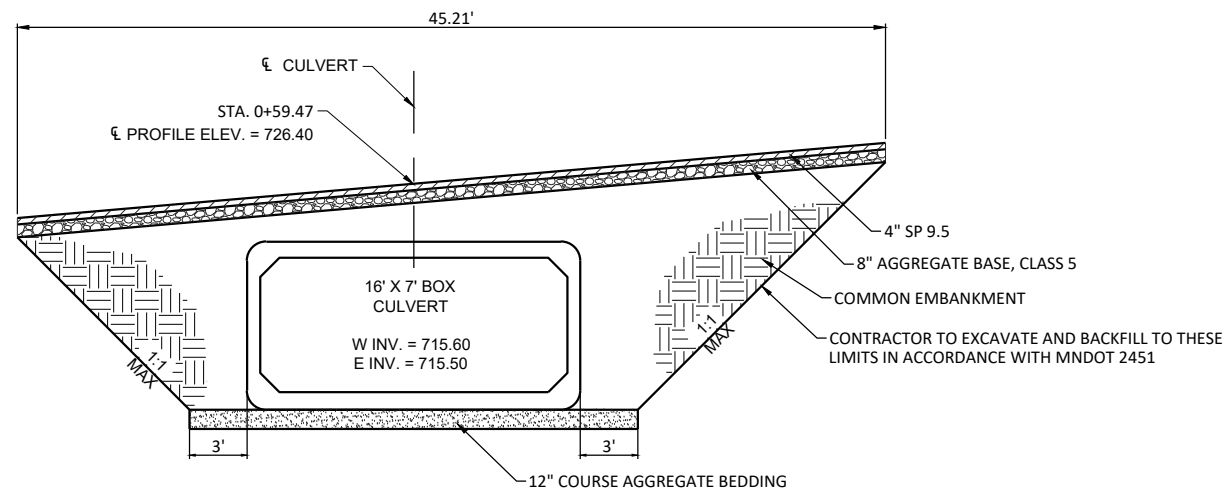 45.21'
℄ CULVERT
STA. 0+59.47
℄ PROFILE ELEV. = 726.40
4" SP 9.5
8" AGGREGATE BASE, CLASS 5
16' X 7' BOX
CULVERT
COMMON EMBANKMENT
W INV. = 715.60
E INV. = 715.50
1:1
MAX
1:1
MAX
CONTRACTOR TO EXCAVATE AND BACKFILL TO THESE
LIMITS IN ACCORDANCE WITH MNDOT 2451
3'
3'
12" COURSE AGGREGATE BEDDING